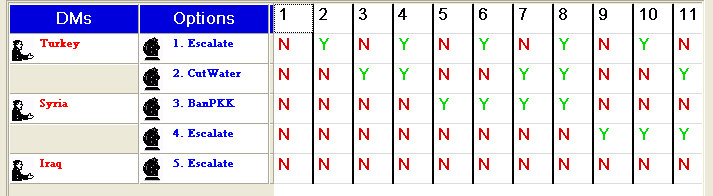 DMs Options 1 2 3 4 5 6 7 8 9 10 11
Turkey 1. Escalate N Y N Y N Y N Y N Y N
2. CutWater N N Y Y N N Y Y N N Y
Syria 3. BanPKK N N N N Y Y Y Y N N N
4. Escalate N N N N N N N N Y Y Y
Iraq 5. Escalate N N N N N N N N N N N